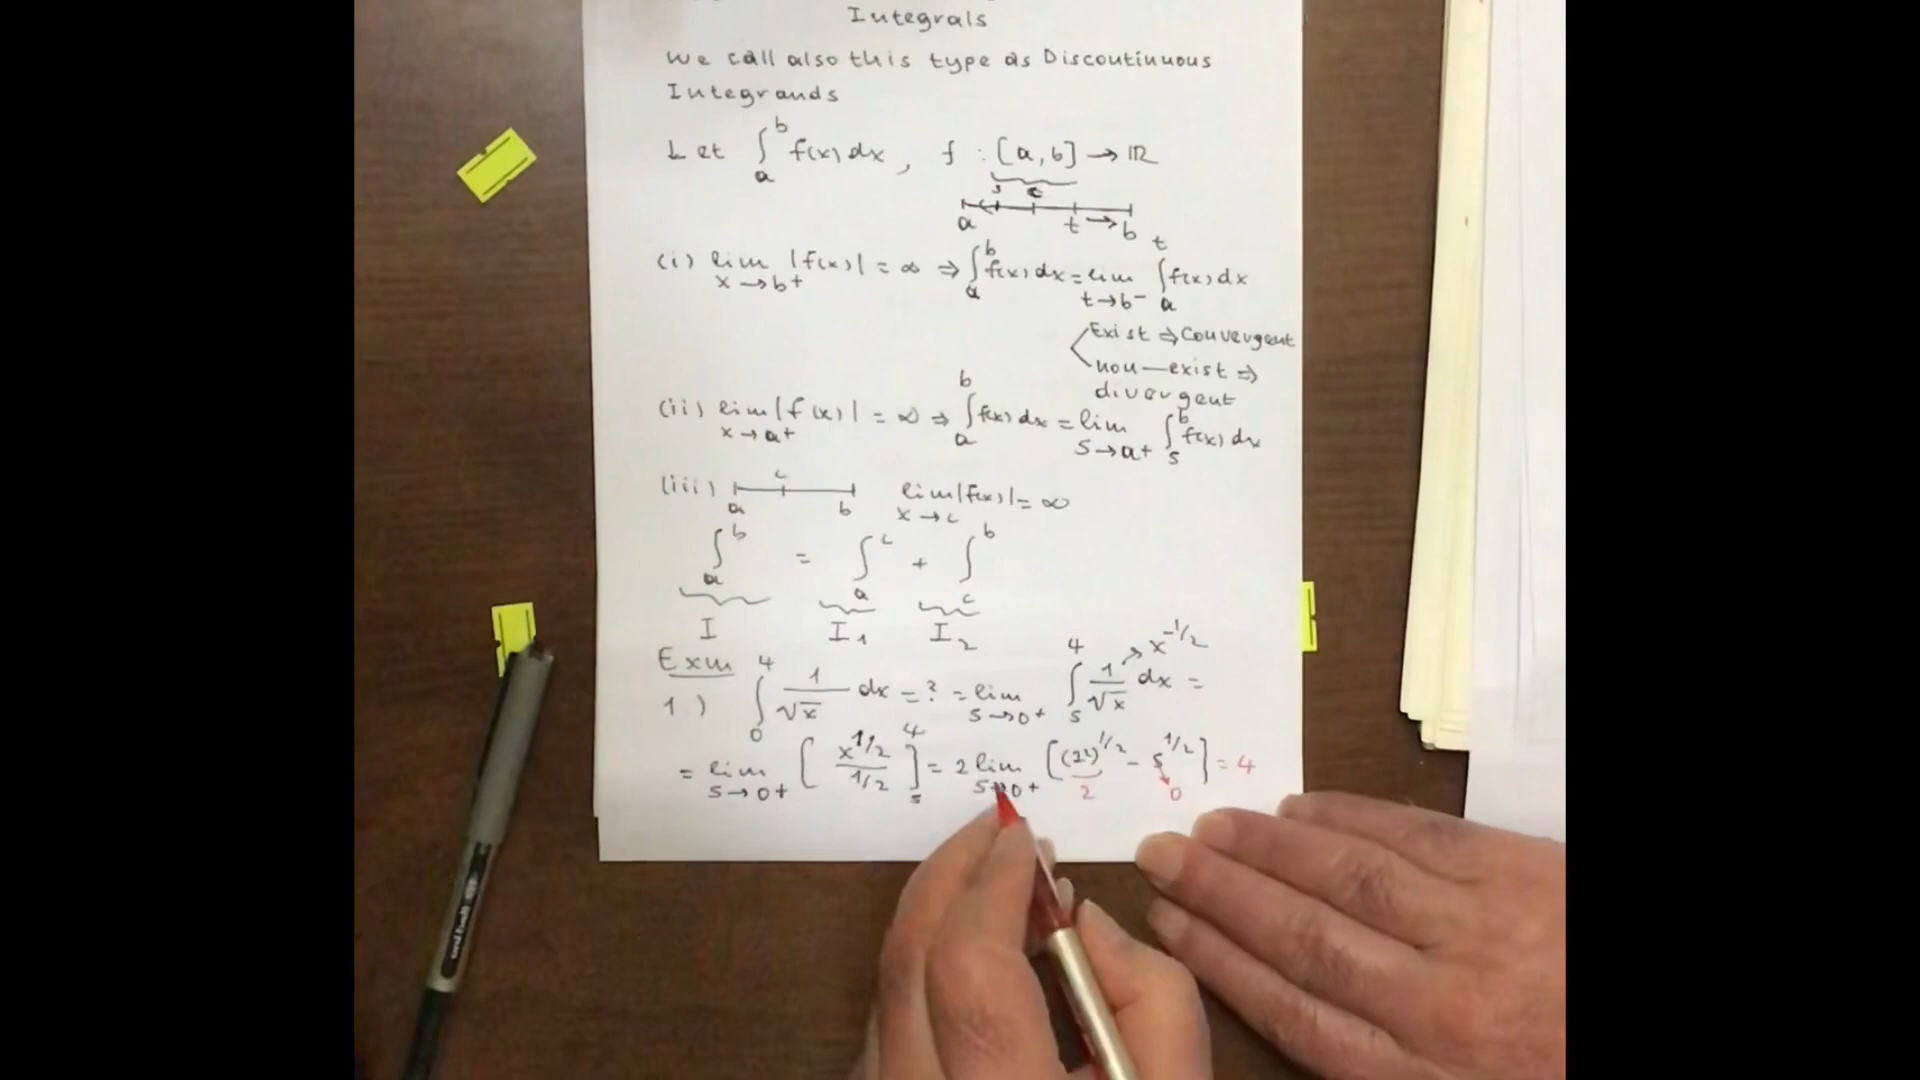 Integrals
We call also this type as Discontinuous
Integrands
Let ∫_a^b f(x) dx , f : [a,b] → ℝ
s c
a t → b
(i) lim_{x→b+} |f(x)| = ∞ ⇒ ∫_a^b f(x) dx = lim_{t→b-} ∫_a^t f(x) dx
Exist ⇒ Convergent
non-exist ⇒
divergent
(ii) lim_{x→a+} |f(x)| = ∞ ⇒ ∫_a^b f(x) dx = lim_{s→a+} ∫_s^b f(x) dx
(iii) a c b lim_{x→c} |f(x)| = ∞
∫_a^b = ∫_a^c + ∫_c^b
I I₁ I₂
Exm
1) ∫_0^4 1/√x dx = ? = lim_{s→0+} ∫_s^4 1/√x dx = → x^{-1/2}
= lim_{s→0+} [x^{1/2}/1/2]_s^4 = 2 lim_{s→0+} [(2²)^{1/2} - s^{1/2}] = 4
2 0